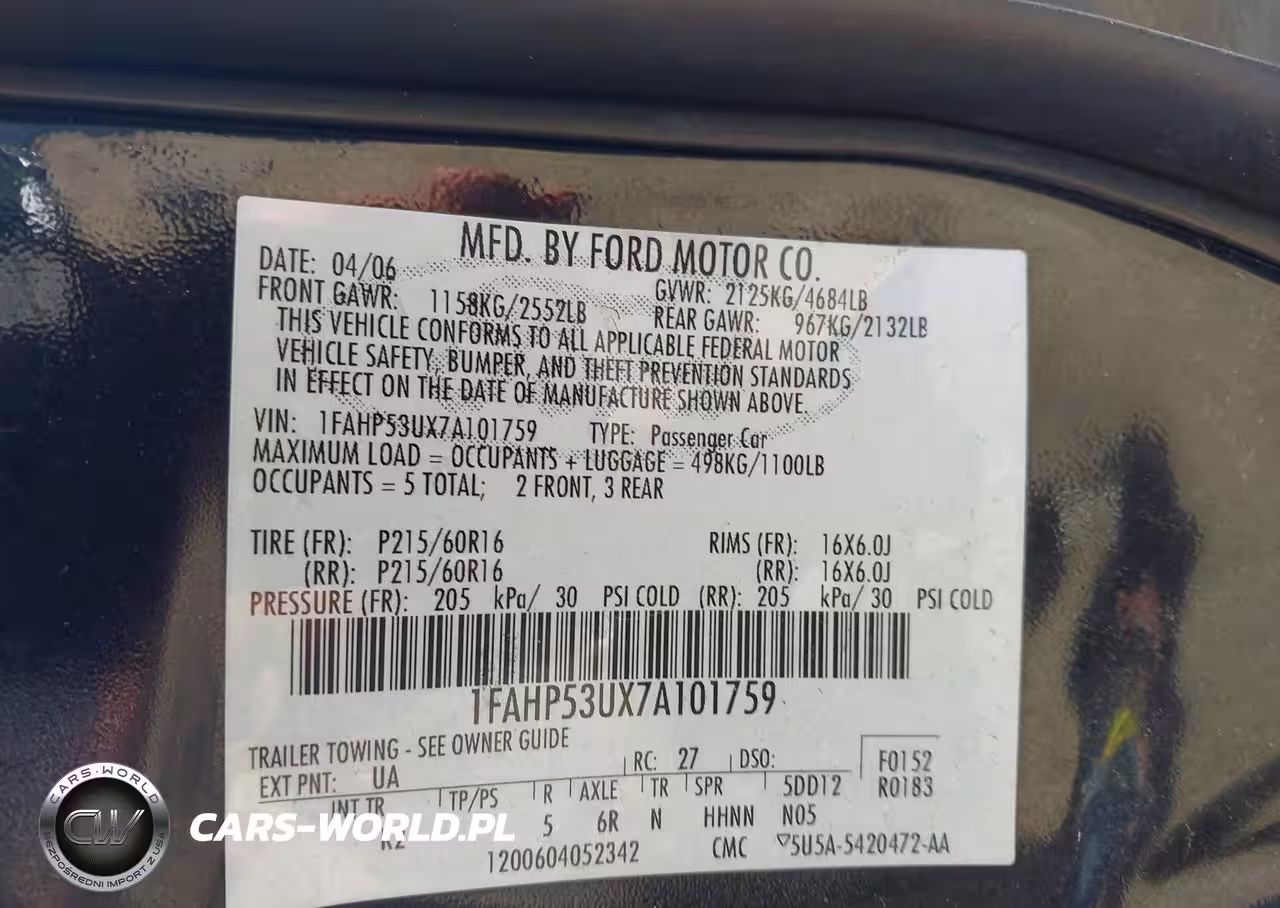 MFD. BY FORD MOTOR CO.
DATE: 04/06 GVWR: 2125KG/4684LB
FRONT GAWR: 1158KG/2552LB REAR GAWR: 967KG/2132LB
THIS VEHICLE CONFORMS TO ALL APPLICABLE FEDERAL MOTOR
VEHICLE SAFETY, BUMPER, AND THEFT PREVENTION STANDARDS
IN EFFECT ON THE DATE OF MANUFACTURE SHOWN ABOVE.
VIN: 1FAHP53UX7A101759 TYPE: Passenger Car
MAXIMUM LOAD = OCCUPANTS + LUGGAGE = 498KG/1100LB
OCCUPANTS = 5 TOTAL; 2 FRONT, 3 REAR
TIRE (FR): P215/60R16 RIMS (FR): 16X6.0J
(RR): P215/60R16 (RR): 16X6.0J
PRESSURE (FR): 205 kPa/ 30 PSI COLD (RR): 205 kPa/ 30 PSI COLD
1FAHP53UX7A101759
TRAILER TOWING - SEE OWNER GUIDE
EXT PNT: UA RC: 27 DSO: F0152
INT TR TP/PS R AXLE TR SPR 5DD12 R0183
5 6R N HHNN N05
1200604052342 CMC 5U5A-5420472-AA
CARS-WORLD
CW
BEZPOŚREDNI IMPORT Z USA
CARS-WORLD.PL